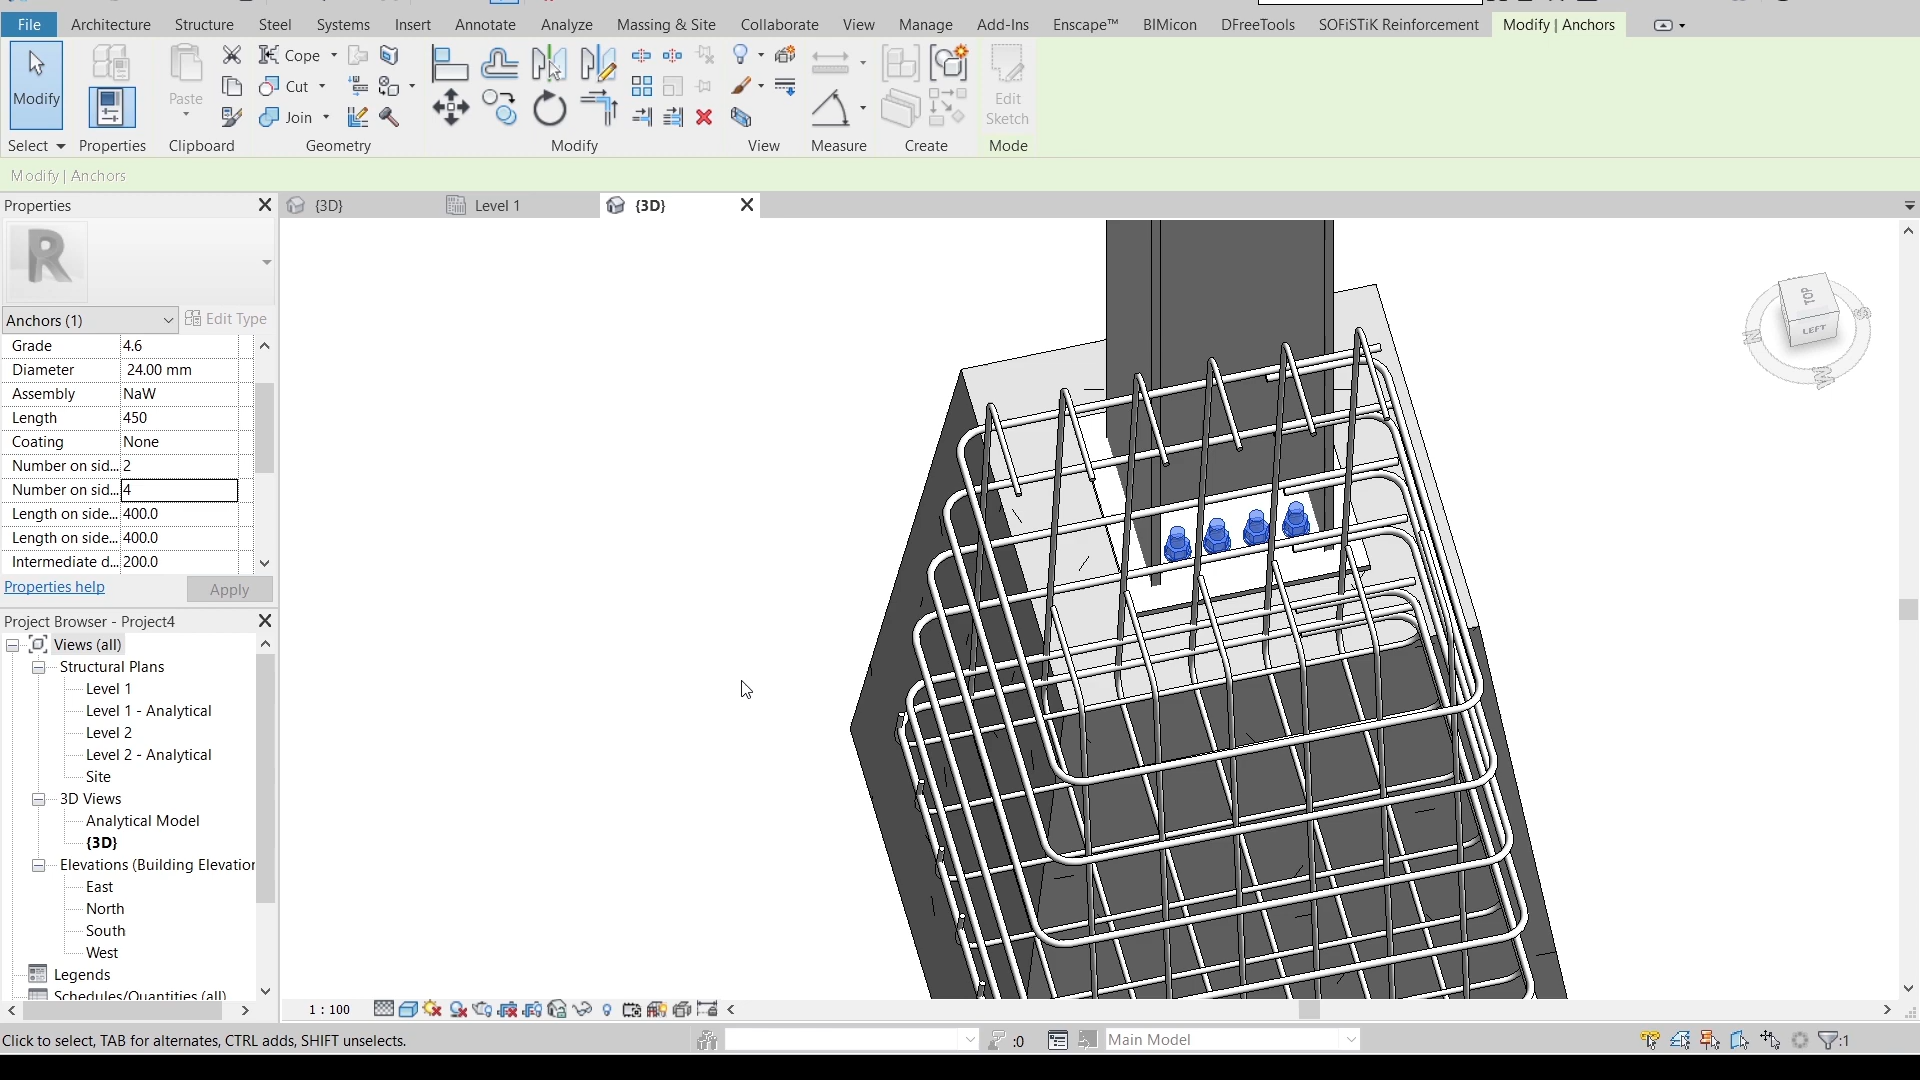 File Architecture Structure Steel Systems Insert Annotate Analyze Massing & Site Collaborate View Manage Add-Ins Enscape™ BIMicon DFreeTools SOFiSTiK Reinforcement Modify | Anchors
Modify Paste Cope Cut Join Edit Sketch
Select Properties Clipboard Geometry Modify View Measure Create Mode
Modify | Anchors
Properties
{3D} Level 1 {3D}
R
Anchors (1) Edit Type
Grade 4.6
Diameter 24.00 mm
Assembly NaW
Length 450
Coating None
Number on sid... 2
Number on sid... 4
Length on side... 400.0
Length on side... 400.0
Intermediate d... 200.0
Properties help Apply
TOP
LEFT
Project Browser - Project4
Views (all)
Structural Plans
Level 1
Level 1 - Analytical
Level 2
Level 2 - Analytical
Site
3D Views
Analytical Model
{3D}
Elevations (Building Elevation
East
North
South
West
Legends
Schedules/Quantities (all)
1 : 100
Click to select, TAB for alternates, CTRL adds, SHIFT unselects. :0 Main Model :1